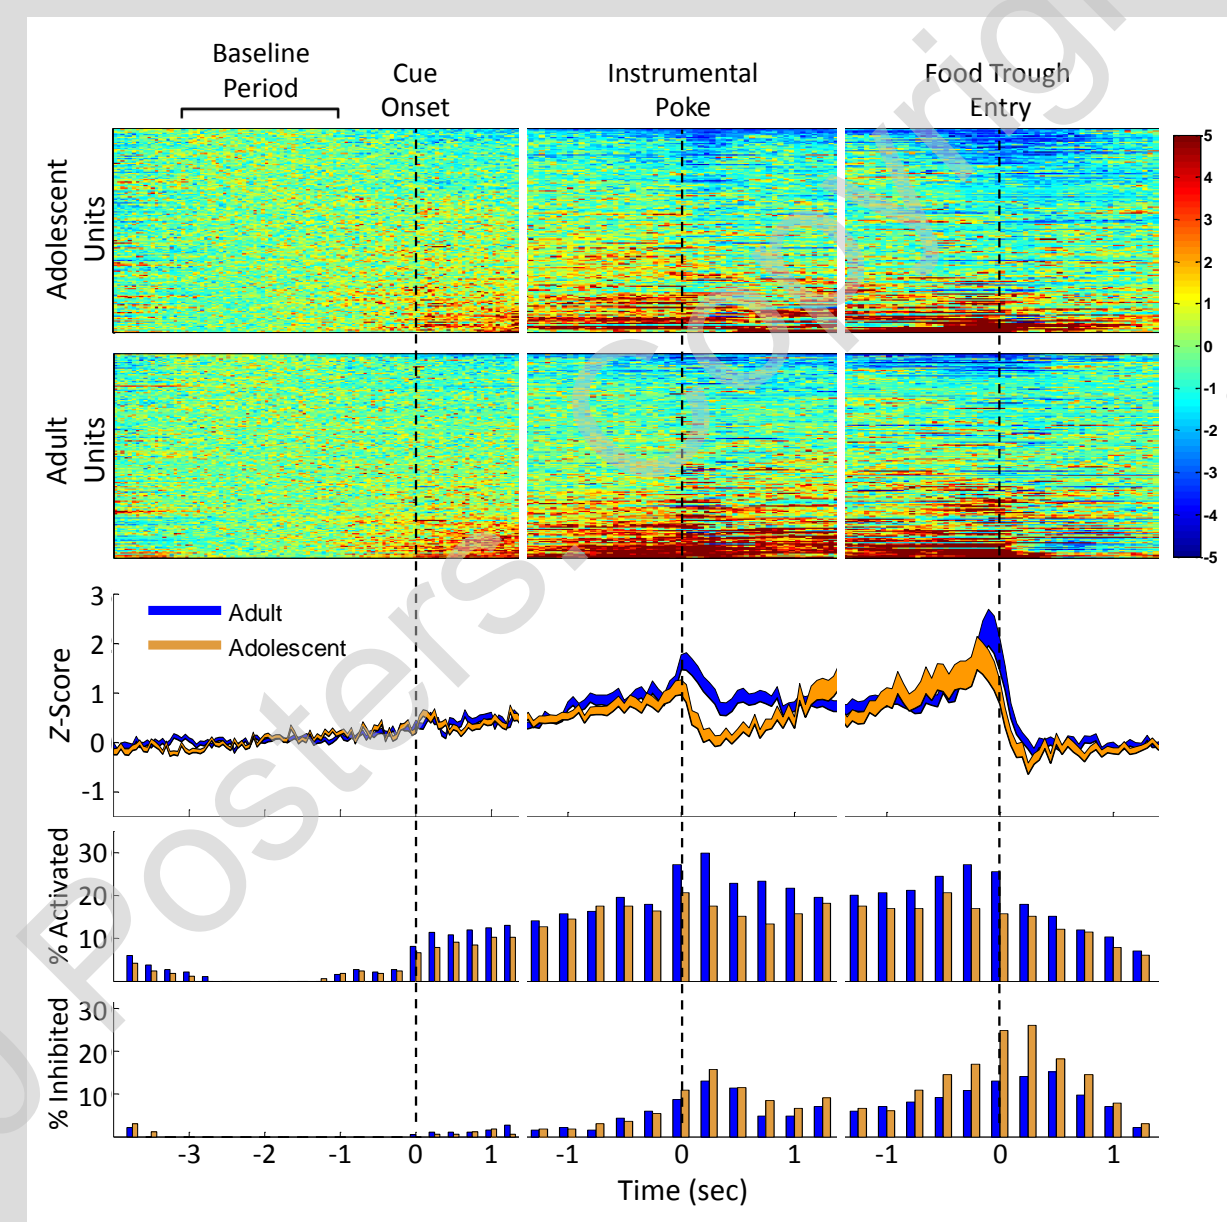 Baseline
Period
Cue
Onset
Instrumental
Poke
Food Trough
Entry
Adolescent
Units
5
4
3
2
1
0
-1
-2
-3
-4
-5
Adult
Units
Z-Score
3
2
1
0
-1
Adult
Adolescent
% Activated
30
20
10
% Inhibited
30
20
10
-3 -2 -1 0 1 -1 0 1 -1 0 1
Time (sec)
Posters. Copyrig